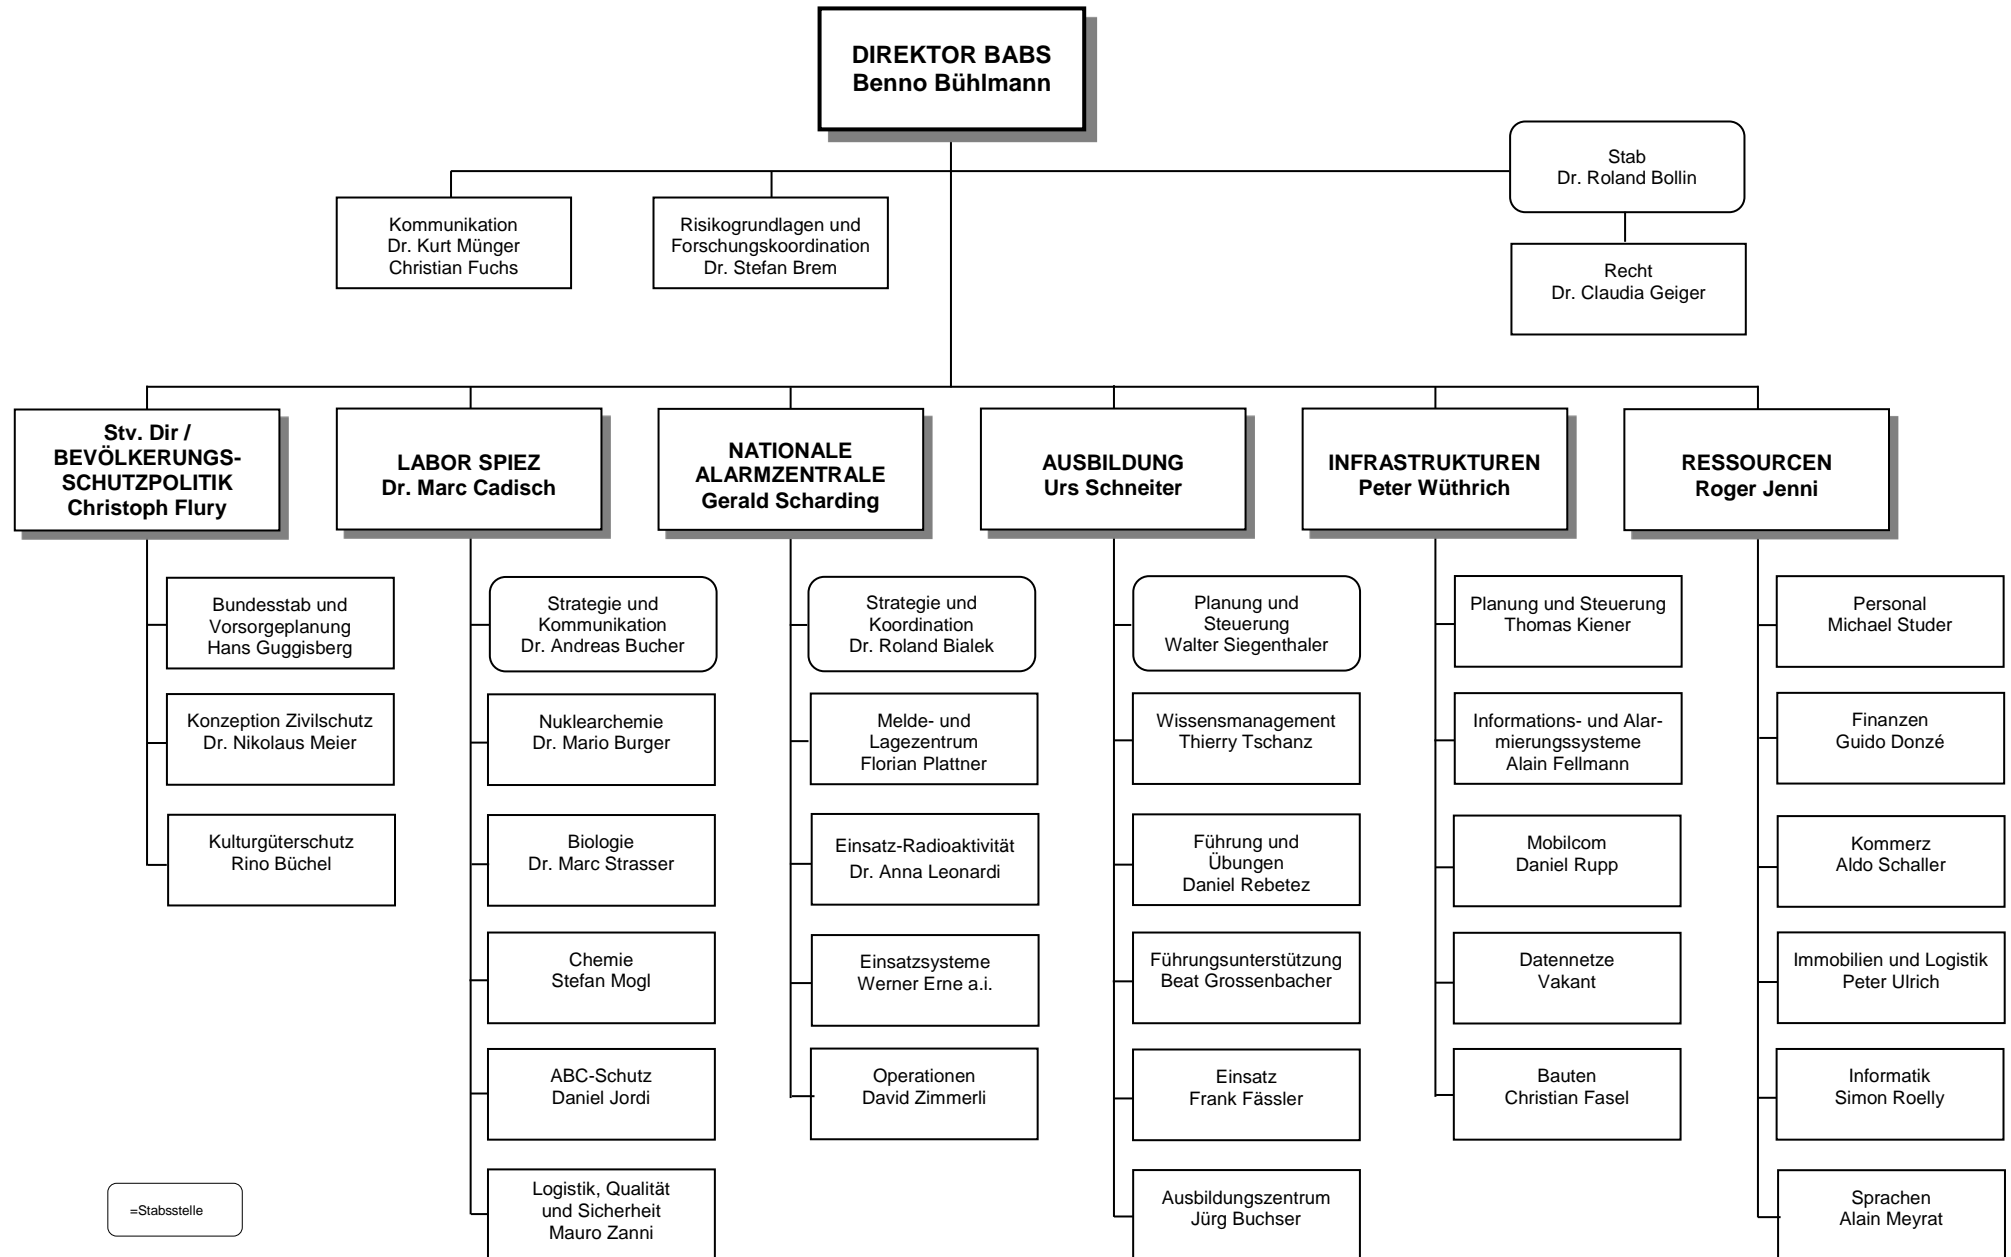 DIREKTOR BABS
Benno Bühlmann
Stab
Dr. Roland Bollin
Kommunikation
Dr. Kurt Münger
Christian Fuchs
Risikogrundlagen und
Forschungskoordination
Dr. Stefan Brem
Recht
Dr. Claudia Geiger
Stv. Dir /
BEVÖLKERUNGS-
SCHUTZPOLITIK
Christoph Flury
LABOR SPIEZ
Dr. Marc Cadisch
NATIONALE
ALARMZENTRALE
Gerald Scharding
AUSBILDUNG
Urs Schneiter
INFRASTRUKTUREN
Peter Wüthrich
RESSOURCEN
Roger Jenni
Bundesstab und
Vorsorgeplanung
Hans Guggisberg
Konzeption Zivilschutz
Dr. Nikolaus Meier
Kulturgüterschutz
Rino Büchel
Strategie und
Kommunikation
Dr. Andreas Bucher
Nuklearchemie
Dr. Mario Burger
Biologie
Dr. Marc Strasser
Chemie
Stefan Mogl
ABC-Schutz
Daniel Jordi
Logistik, Qualität
und Sicherheit
Mauro Zanni
Strategie und
Koordination
Dr. Roland Bialek
Melde- und
Lagezentrum
Florian Plattner
Einsatz-Radioaktivität
Dr. Anna Leonardi
Einsatzsysteme
Werner Erne a.i.
Operationen
David Zimmerli
Planung und
Steuerung
Walter Siegenthaler
Wissensmanagement
Thierry Tschanz
Führung und
Übungen
Daniel Rebetez
Führungsunterstützung
Beat Grossenbacher
Einsatz
Frank Fässler
Ausbildungszentrum
Jürg Buchser
Planung und Steuerung
Thomas Kiener
Informations- und Alar-
mierungssysteme
Alain Fellmann
Mobilcom
Daniel Rupp
Datennetze
Vakant
Bauten
Christian Fasel
Personal
Michael Studer
Finanzen
Guido Donzé
Kommerz
Aldo Schaller
Immobilien und Logistik
Peter Ulrich
Informatik
Simon Roelly
Sprachen
Alain Meyrat
=Stabsstelle